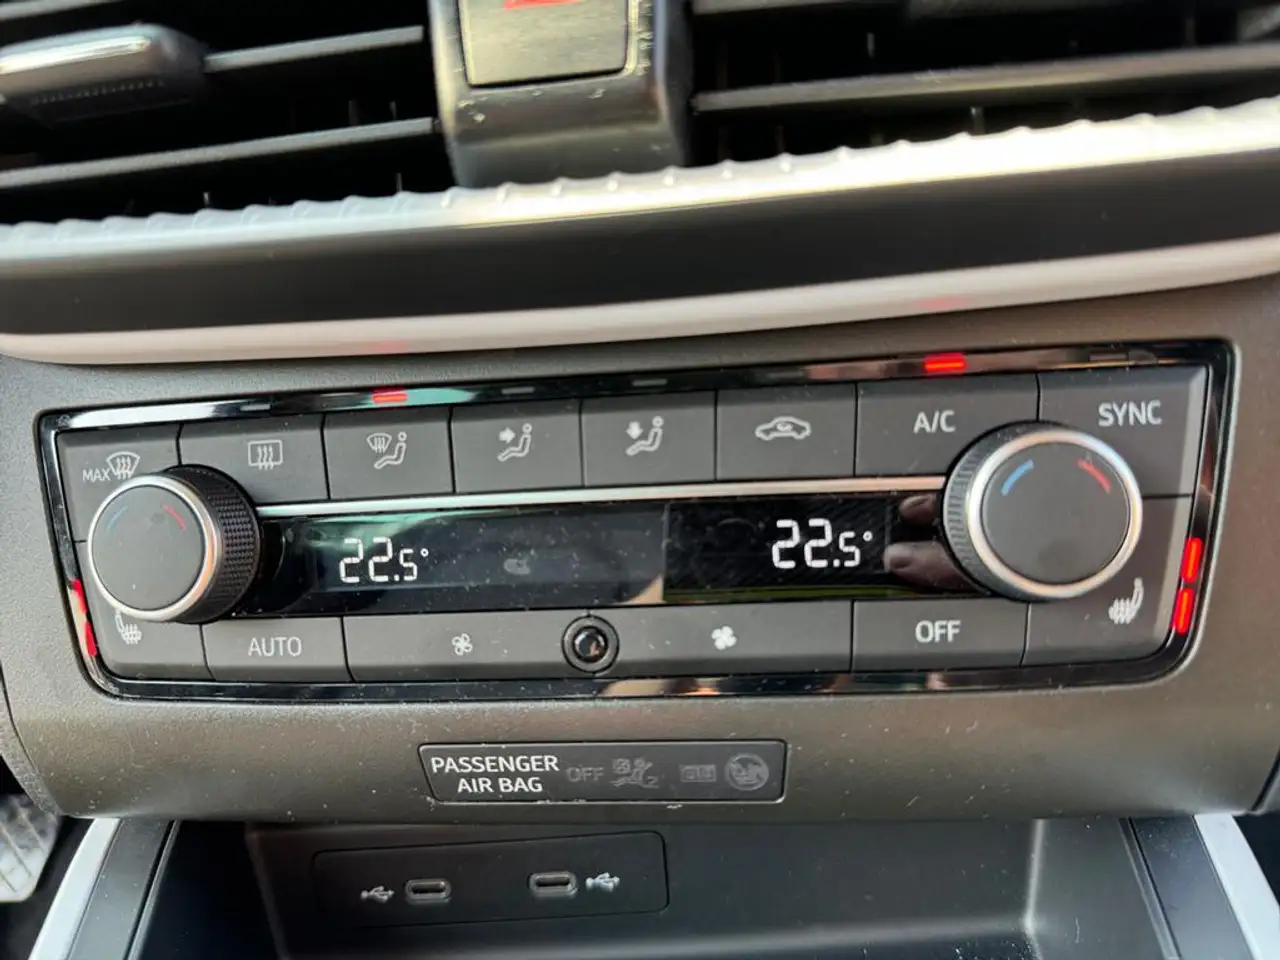 MAX
A/C
SYNC
22.5°
22.5°
AUTO
OFF
PASSENGER
AIR BAG
OFF